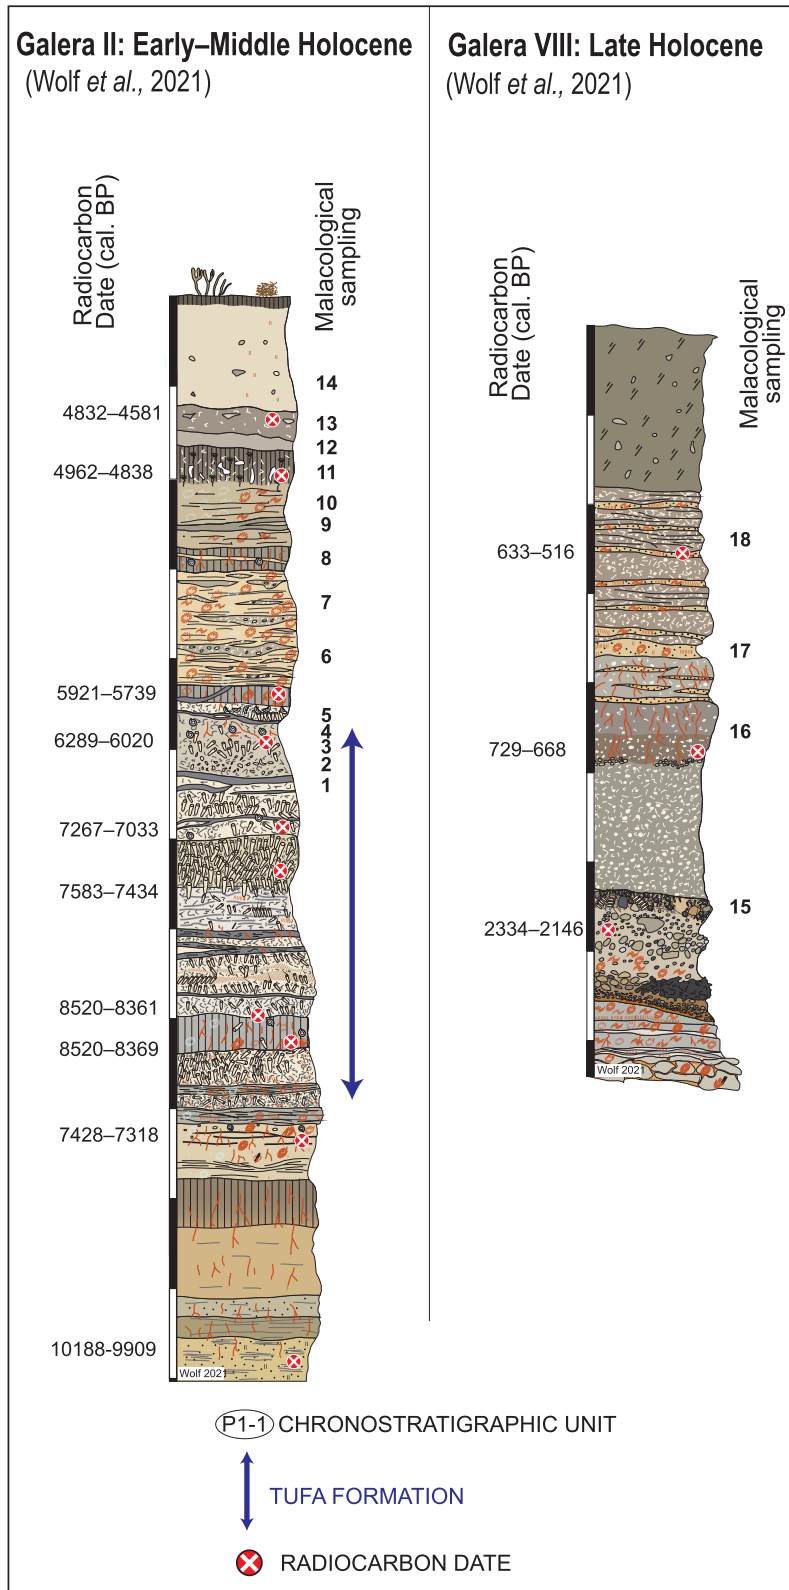 Galera II: Early–Middle Holocene
(Wolf et al., 2021)
Radiocarbon
Date (cal. BP)
Malacological
sampling
14
4832–4581
13
12
4962–4838
11
10
9
8
7
6
5921–5739
5
4
6289–6020
3
2
1
7267–7033
7583–7434
8520–8361
8520–8369
7428–7318
10188-9909
Wolf 2021
Galera VIII: Late Holocene
(Wolf et al., 2021)
Radiocarbon
Date (cal. BP)
Malacological
sampling
18
633–516
17
16
729–668
15
2334–2146
Wolf 2021
P1-1 CHRONOSTRATIGRAPHIC UNIT
TUFA FORMATION
RADIOCARBON DATE